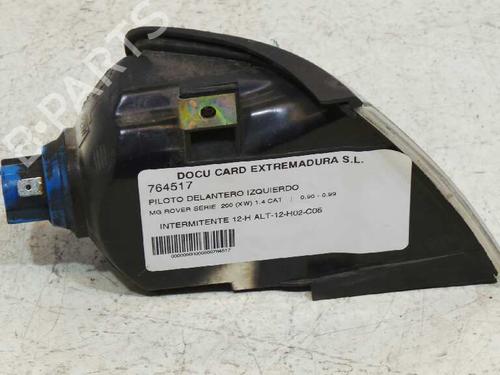 B-PARTS
DOCU CARD EXTREMADURA S.L.
764517
PILOTO DELANTERO IZQUIERDO
MG ROVER SERIE 200 (XW) 1.4 CAT | 0.90 - 0.99
INTERMITENTE 12-H ALT-12-H02-C06